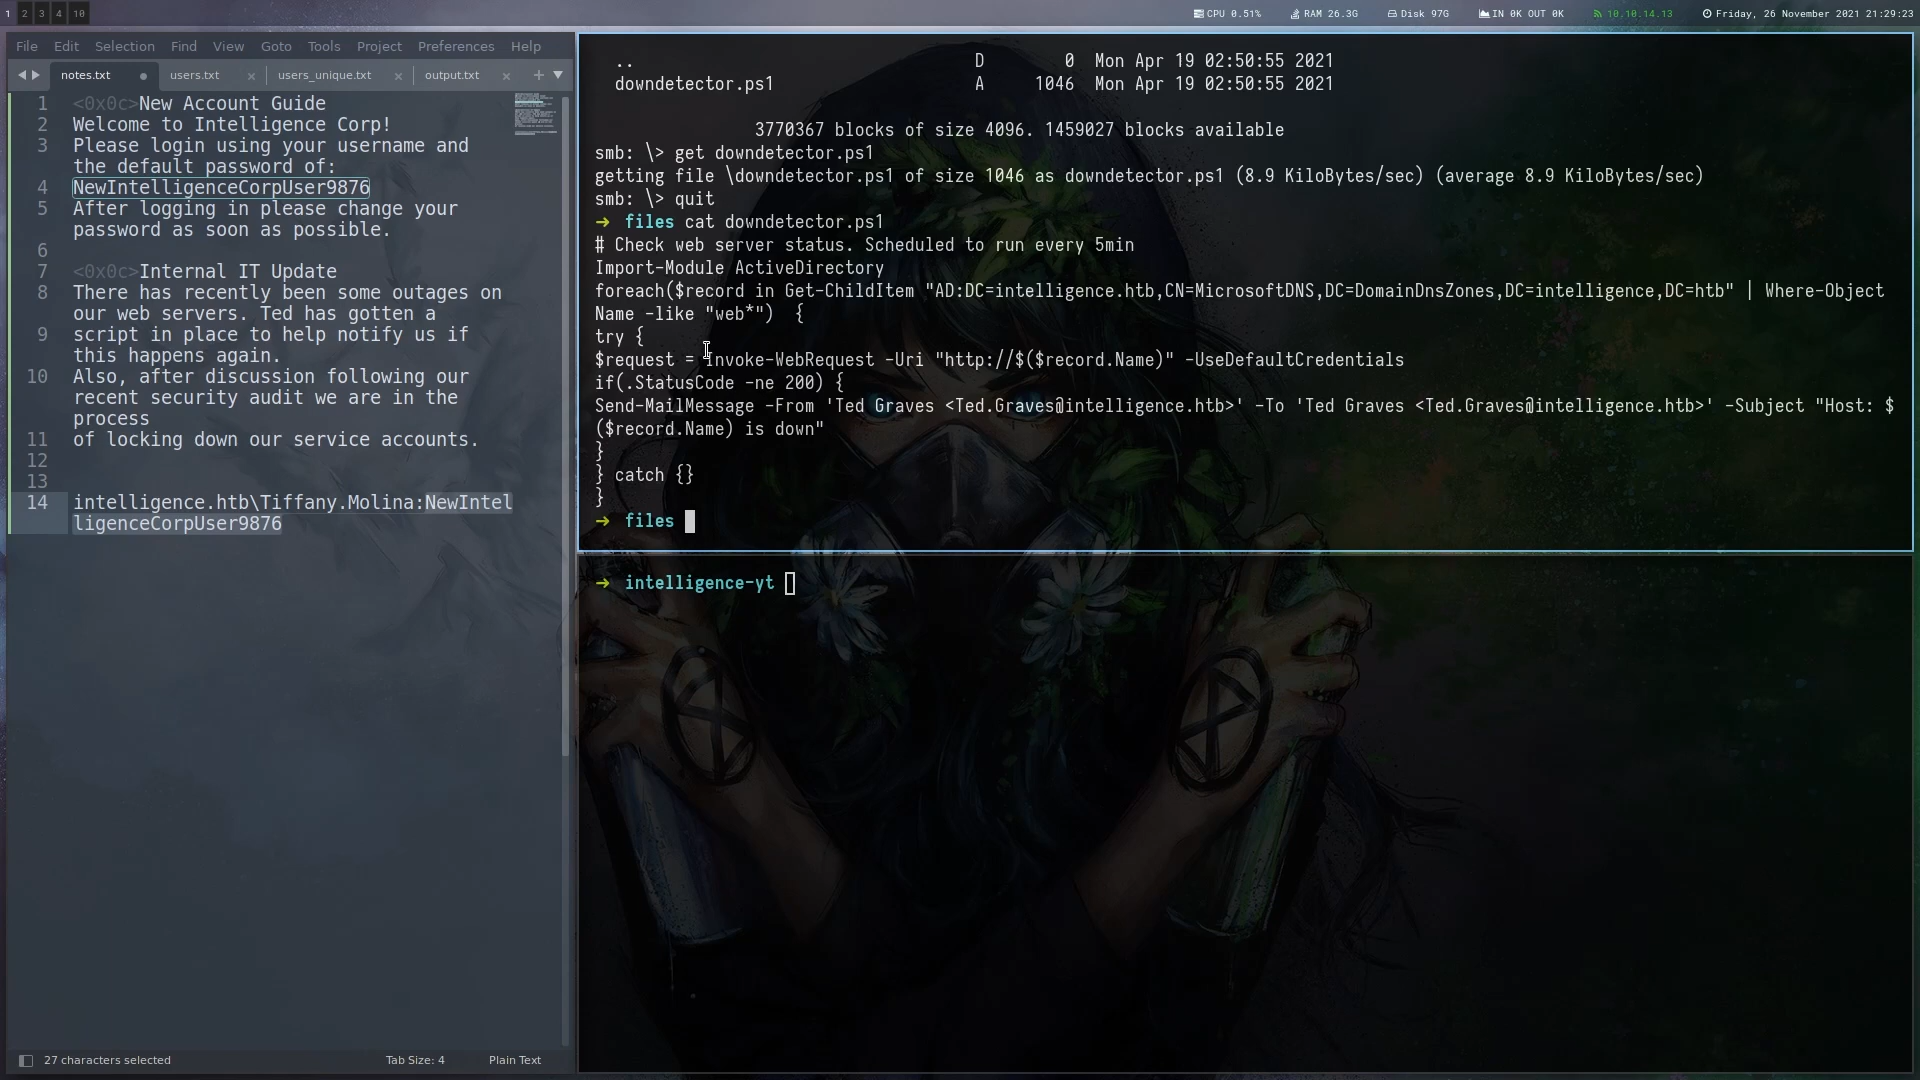 1 2 3 4 10
CPU 0.51% RAM 26.3G Disk 97G IN 0K OUT 0K 10.10.14.13 Friday, 26 November 2021 21:29:23
File Edit Selection Find View Goto Tools Project Preferences Help
notes.txt users.txt users_unique.txt output.txt
1 <0x0c>New Account Guide
2 Welcome to Intelligence Corp!
3 Please login using your username and
the default password of:
4 NewIntelligenceCorpUser9876
5 After logging in please change your
password as soon as possible.
6
7 <0x0c>Internal IT Update
8 There has recently been some outages on
our web servers. Ted has gotten a
9 script in place to help notify us if
this happens again.
10 Also, after discussion following our
recent security audit we are in the
process
11 of locking down our service accounts.
12
13
14 intelligence.htb\Tiffany.Molina:NewIntel
ligenceCorpUser9876
27 characters selected Tab Size: 4 Plain Text
.. D 0 Mon Apr 19 02:50:55 2021
downdetector.ps1 A 1046 Mon Apr 19 02:50:55 2021
3770367 blocks of size 4096. 1459027 blocks available
smb: \> get downdetector.ps1
getting file \downdetector.ps1 of size 1046 as downdetector.ps1 (8.9 KiloBytes/sec) (average 8.9 KiloBytes/sec)
smb: \> quit
➜ files cat downdetector.ps1
# Check web server status. Scheduled to run every 5min
Import-Module ActiveDirectory
foreach($record in Get-ChildItem "AD:DC=intelligence.htb,CN=MicrosoftDNS,DC=DomainDnsZones,DC=intelligence,DC=htb" | Where-Object
Name -like "web*") {
try {
$request = Invoke-WebRequest -Uri "http://$($record.Name)" -UseDefaultCredentials
if(.StatusCode -ne 200) {
Send-MailMessage -From 'Ted Graves <Ted.Graves@intelligence.htb>' -To 'Ted Graves <Ted.Graves@intelligence.htb>' -Subject "Host: $
($record.Name) is down"
}
} catch {}
}
➜ files
➜ intelligence-yt